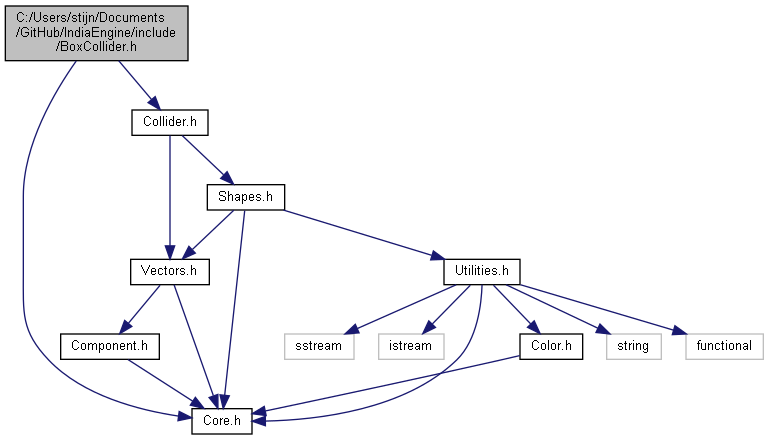 C:/Users/stijn/Documents
/GitHub/IndiaEngine/include
/BoxCollider.h
Collider.h
Shapes.h
Vectors.h
Utilities.h
Component.h
sstream
istream
Color.h
string
functional
Core.h